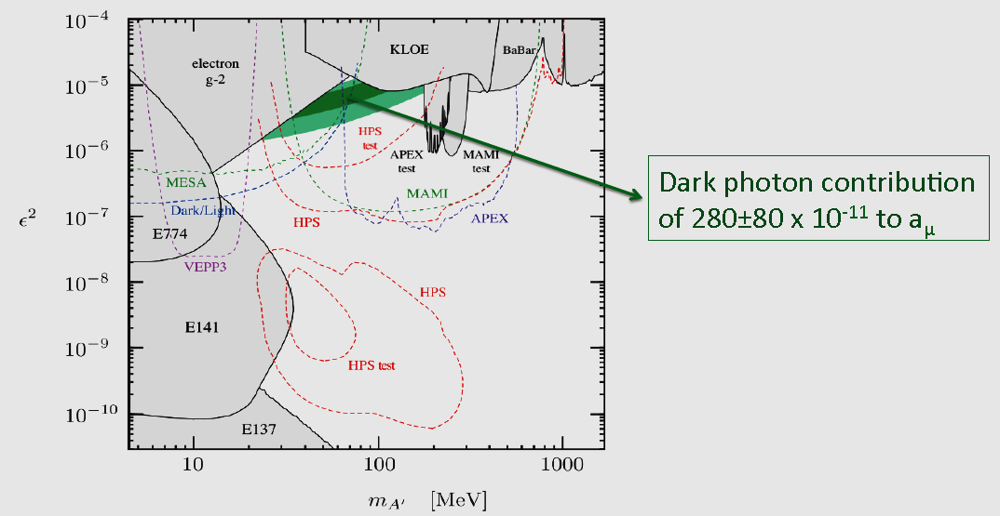 10⁻⁴
10⁻⁵
10⁻⁶
10⁻⁷
10⁻⁸
10⁻⁹
10⁻¹⁰
ϵ²
KLOE
BaBar
electron
g-2
HPS
test
APEX
test
MAMI
test
MESA
MAMI
Dark/Light
HPS
APEX
E774
VEPP3
HPS
E141
HPS test
E137
10
100
1000
m_A′ [MeV]
Dark photon contribution
of 280±80 x 10⁻¹¹ to aμ